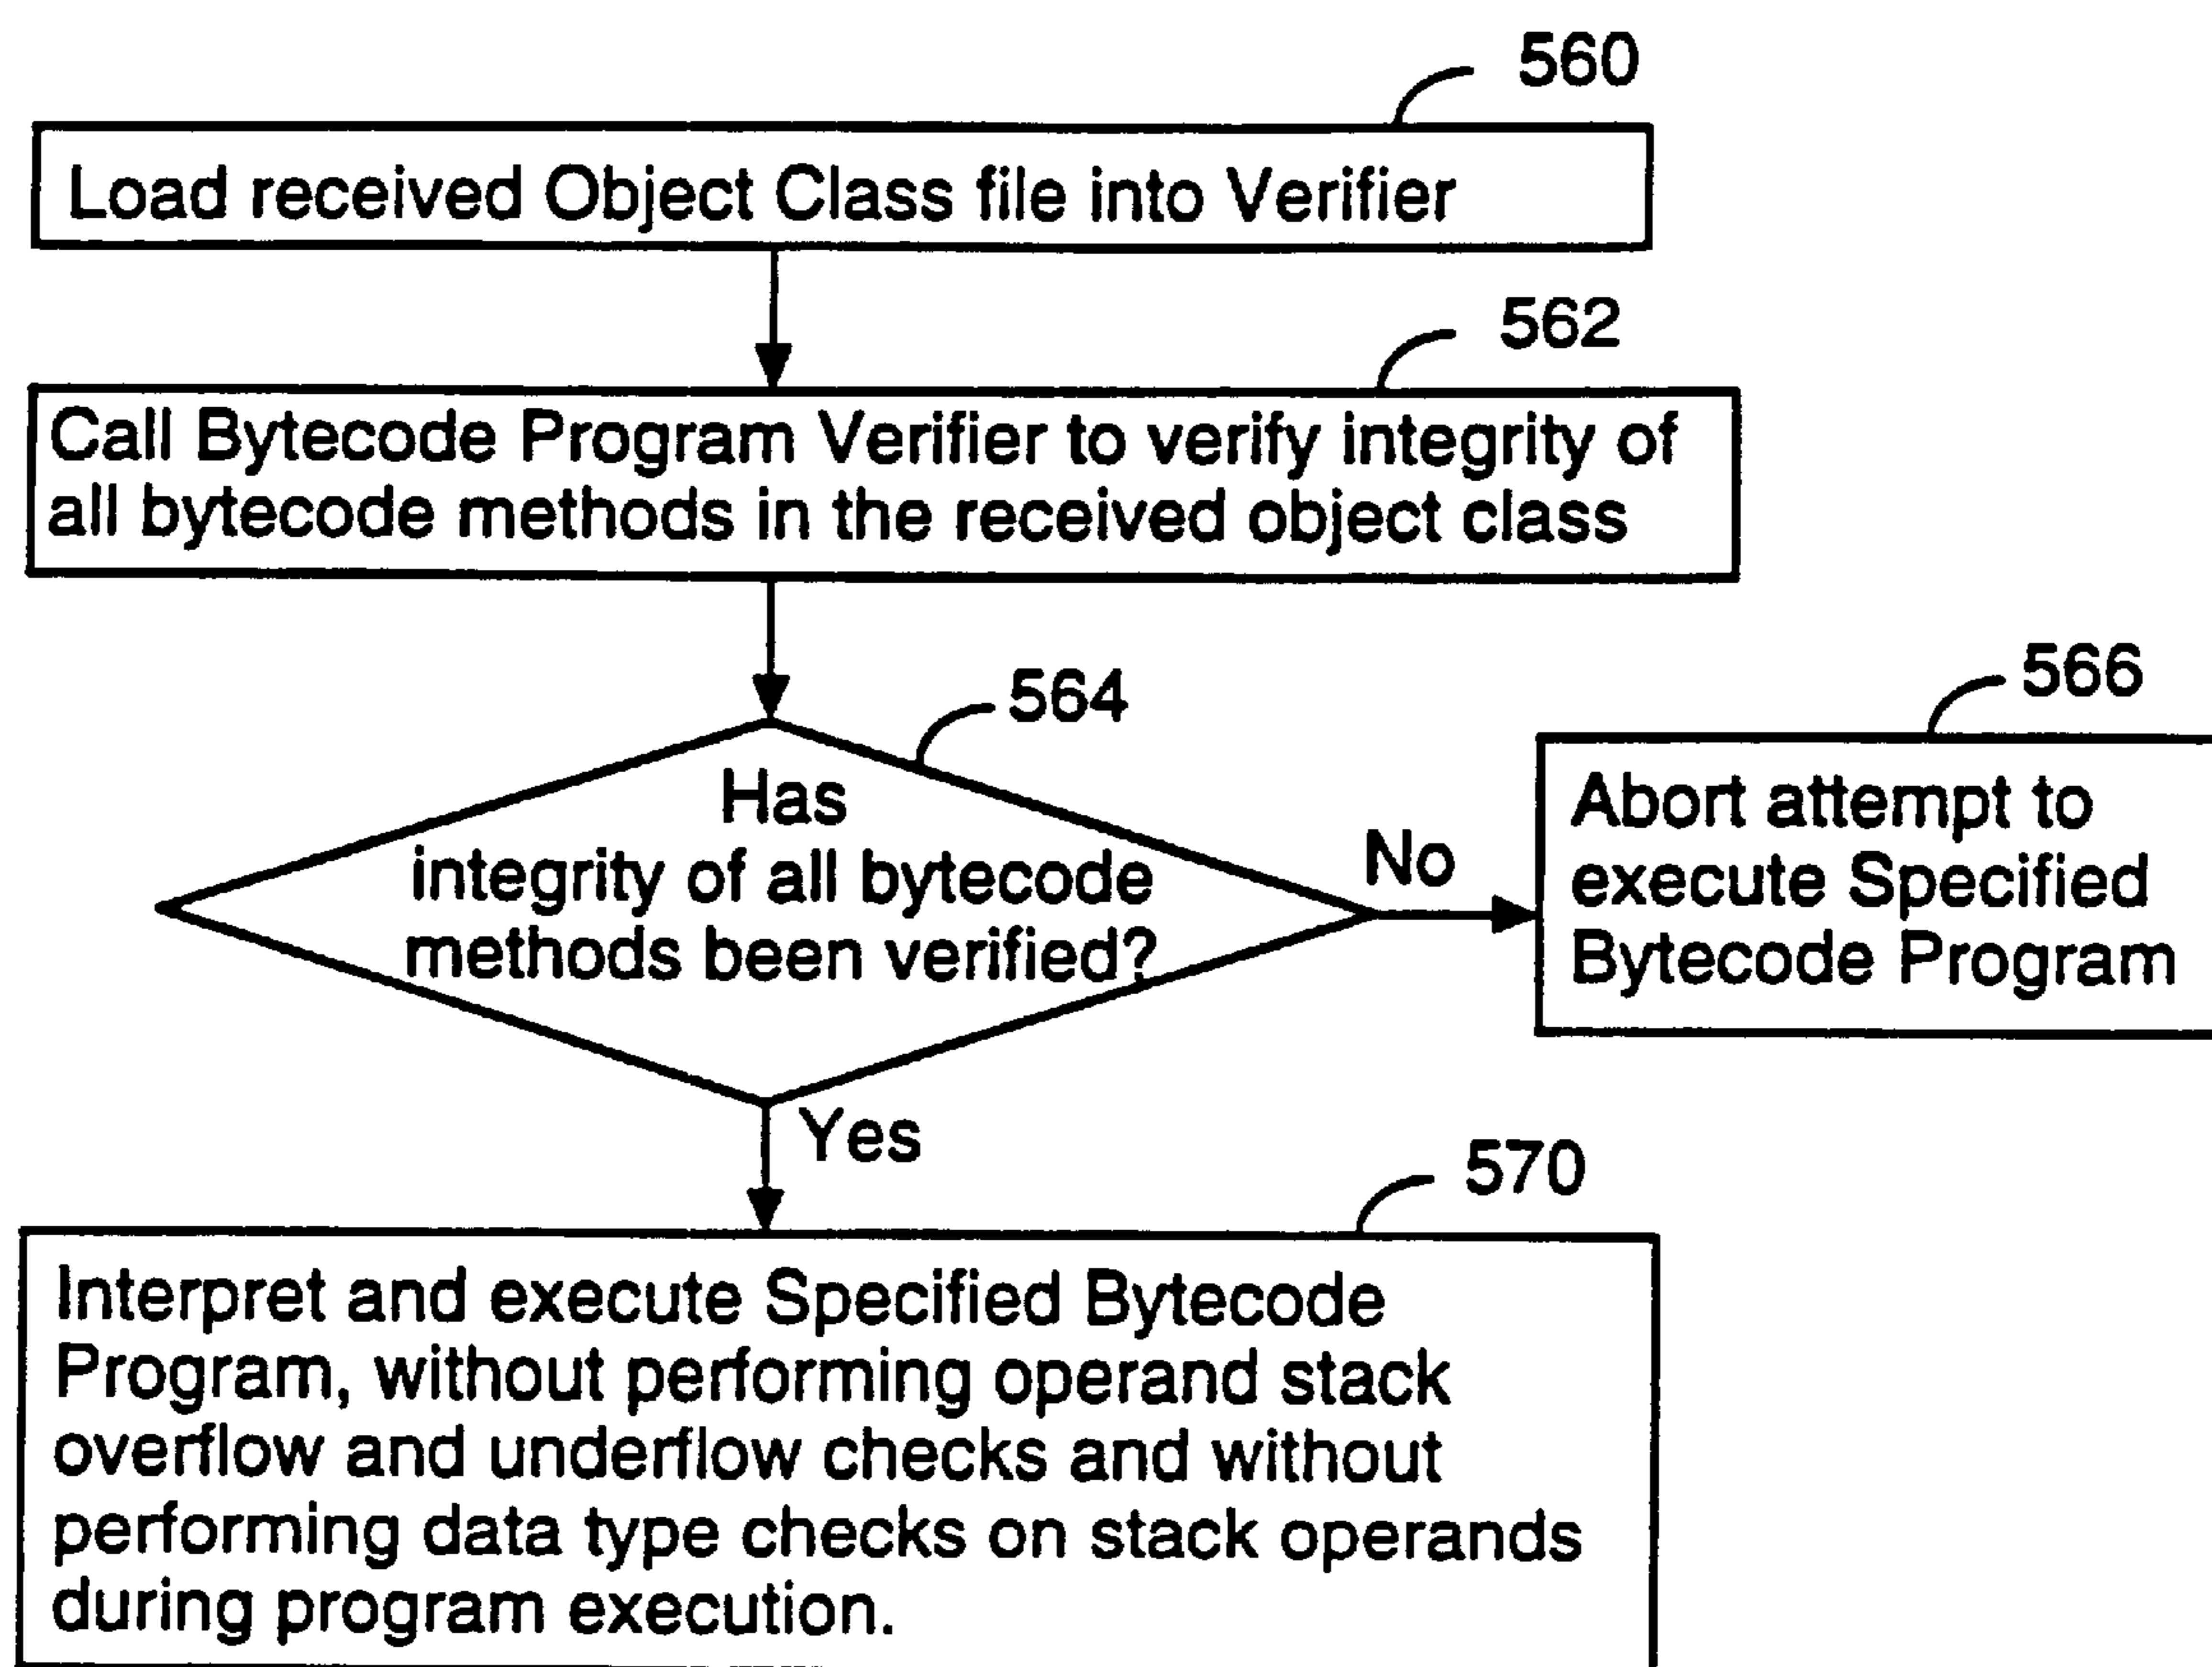 560
Load received Object Class file into Verifier
562
Call Bytecode Program Verifier to verify integrity of
all bytecode methods in the received object class
564
Has
integrity of all bytecode
methods been verified?
No
566
Abort attempt to
execute Specified
Bytecode Program
Yes
570
Interpret and execute Specified Bytecode
Program, without performing operand stack
overflow and underflow checks and without
performing data type checks on stack operands
during program execution.